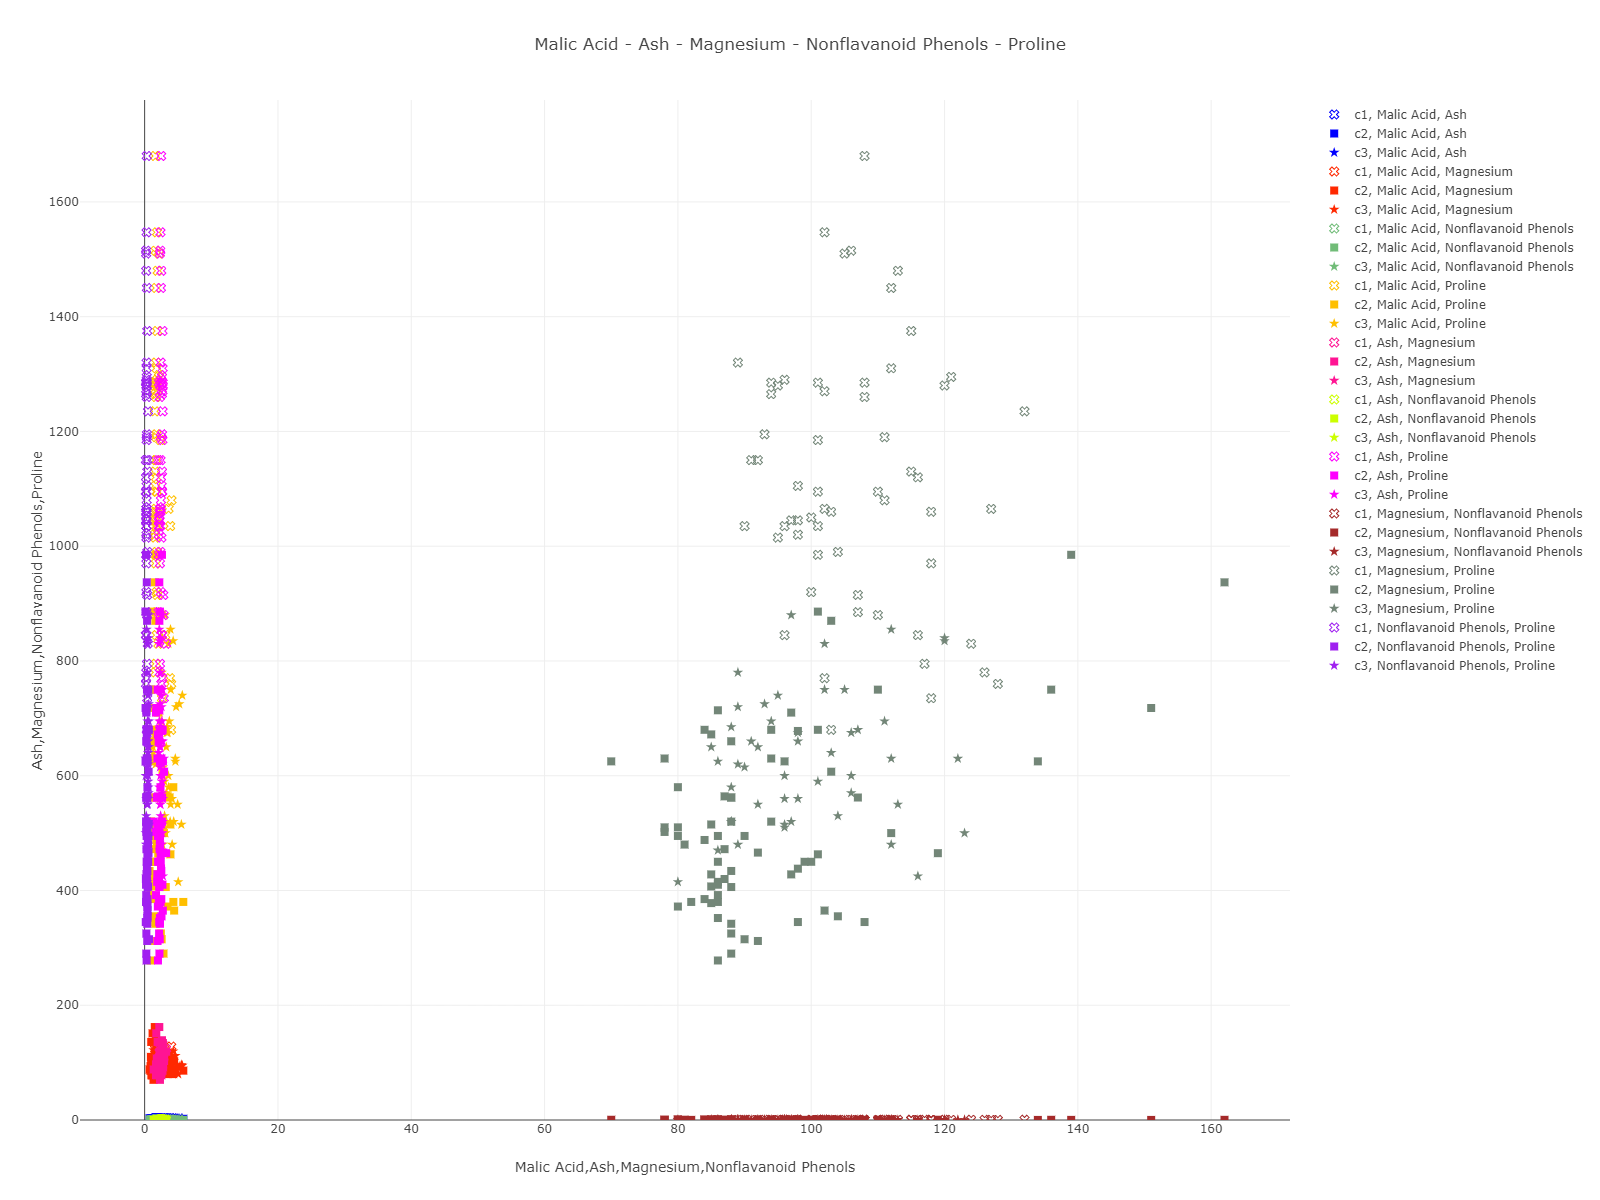 Malic Acid - Ash - Magnesium - Nonflavanoid Phenols - Proline
c1, Malic Acid, Ash
c2, Malic Acid, Ash
c3, Malic Acid, Ash
c1, Malic Acid, Magnesium
c2, Malic Acid, Magnesium
c3, Malic Acid, Magnesium
c1, Malic Acid, Nonflavanoid Phenols
c2, Malic Acid, Nonflavanoid Phenols
c3, Malic Acid, Nonflavanoid Phenols
c1, Malic Acid, Proline
c2, Malic Acid, Proline
c3, Malic Acid, Proline
c1, Ash, Magnesium
c2, Ash, Magnesium
c3, Ash, Magnesium
c1, Ash, Nonflavanoid Phenols
c2, Ash, Nonflavanoid Phenols
c3, Ash, Nonflavanoid Phenols
c1, Ash, Proline
c2, Ash, Proline
c3, Ash, Proline
c1, Magnesium, Nonflavanoid Phenols
c2, Magnesium, Nonflavanoid Phenols
c3, Magnesium, Nonflavanoid Phenols
c1, Magnesium, Proline
c2, Magnesium, Proline
c3, Magnesium, Proline
c1, Nonflavanoid Phenols, Proline
c2, Nonflavanoid Phenols, Proline
c3, Nonflavanoid Phenols, Proline
Ash,Magnesium,Nonflavanoid Phenols,Proline
1600
1400
1200
1000
800
600
400
200
0
0 20 40 60 80 100 120 140 160
Malic Acid,Ash,Magnesium,Nonflavanoid Phenols